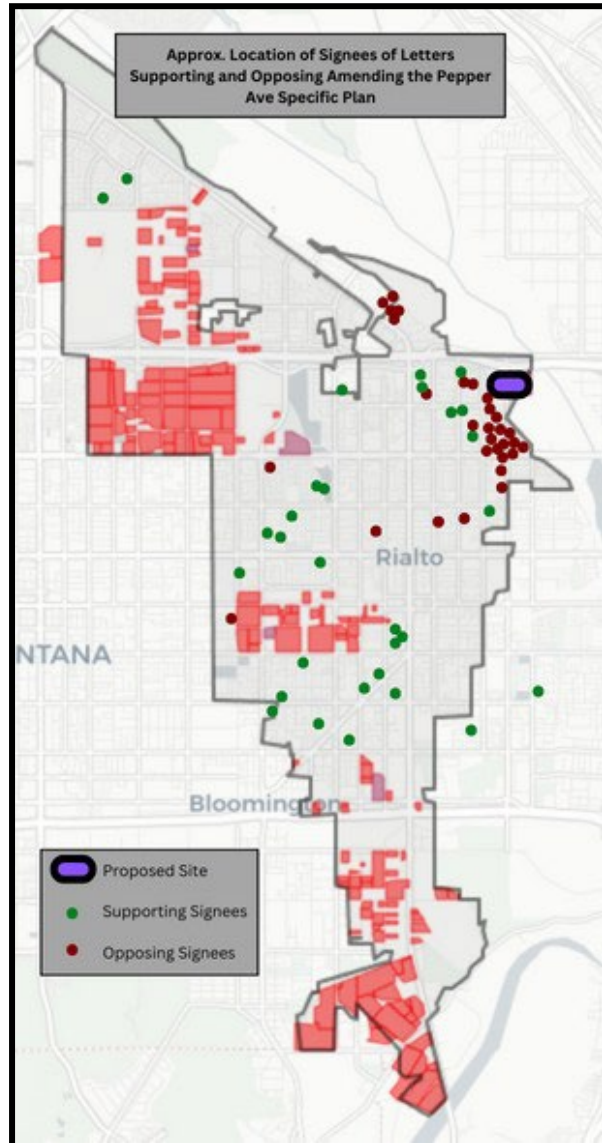 Approx. Location of Signees of Letters
Supporting and Opposing Amending the Pepper
Ave Specific Plan
Rialto
NTANA
Bloomington
Proposed Site
Supporting Signees
Opposing Signees